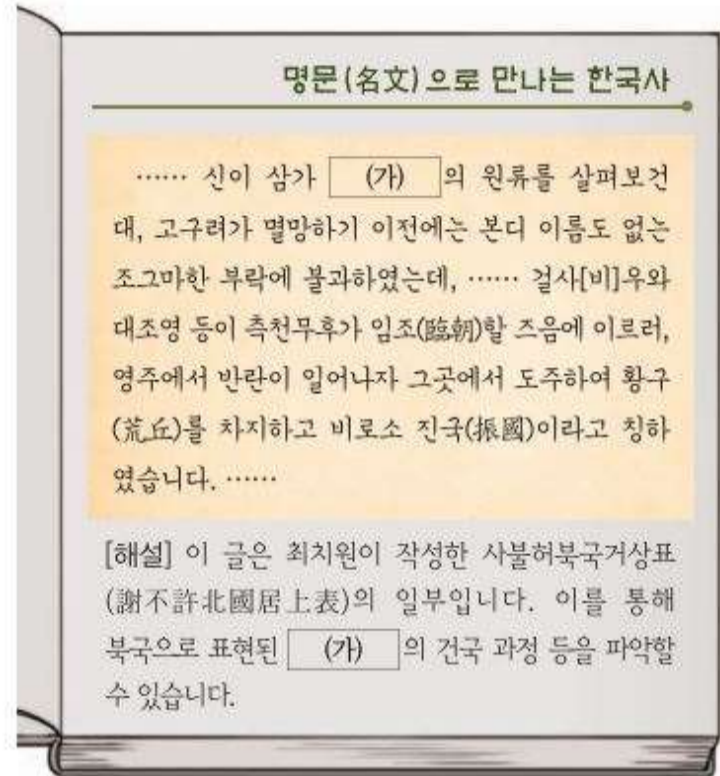 명문(名文)으로 만나는 한국사
…… 신이 삼가 (가) 의 원류를 살펴보건
대, 고구려가 멸망하기 이전에는 본디 이름도 없는
조그마한 부락에 불과하였는데, …… 걸사[비]우와
대조영 등이 측천무후가 임조(臨朝)할 즈음에 이르러,
영주에서 반란이 일어나자 그곳에서 도주하여 황구
(荒丘)를 차지하고 비로소 진국(振國)이라고 칭하
였습니다. ……
[해설] 이 글은 최치원이 작성한 사불허북국거상표
(謝不許北國居上表)의 일부입니다. 이를 통해
북국으로 표현된 (가) 의 건국 과정 등을 파악할
수 있습니다.